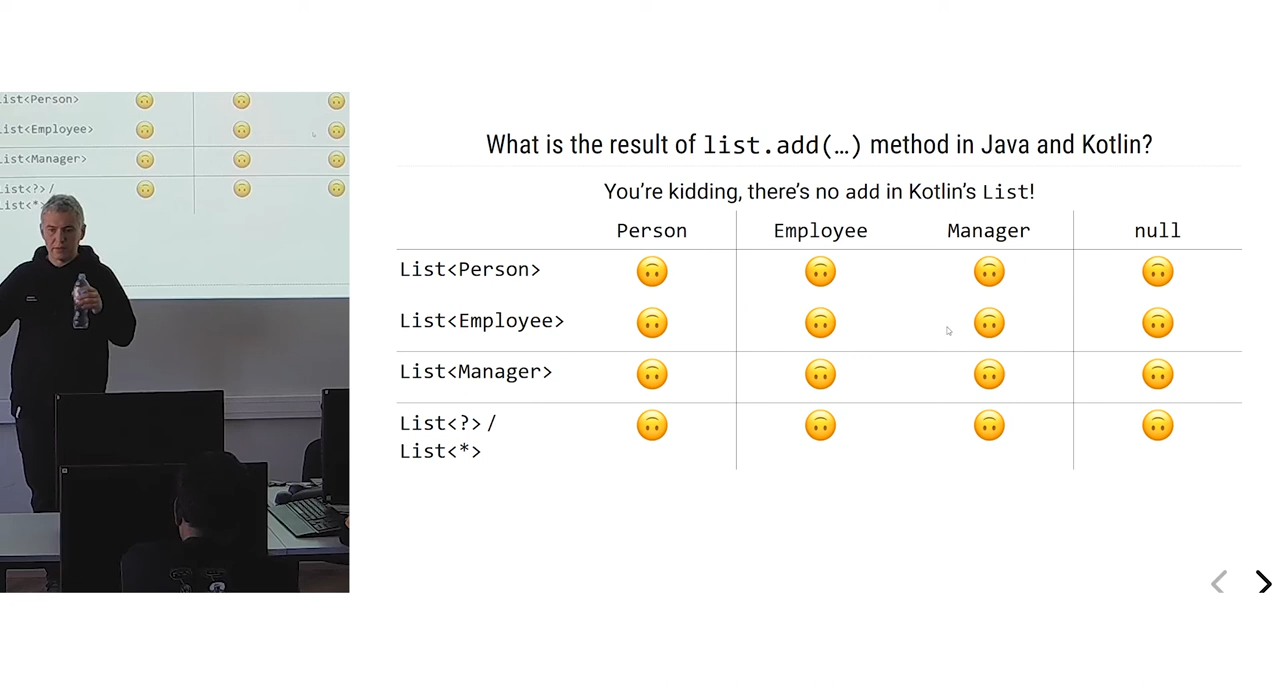 List<Person>
List<Employee>
List<Manager>
List<?> /
List<*>
What is the result of list.add(…) method in Java and Kotlin?
You’re kidding, there’s no add in Kotlin’s List!
Person Employee Manager null
List<Person>
List<Employee>
List<Manager>
List<?> /
List<*>